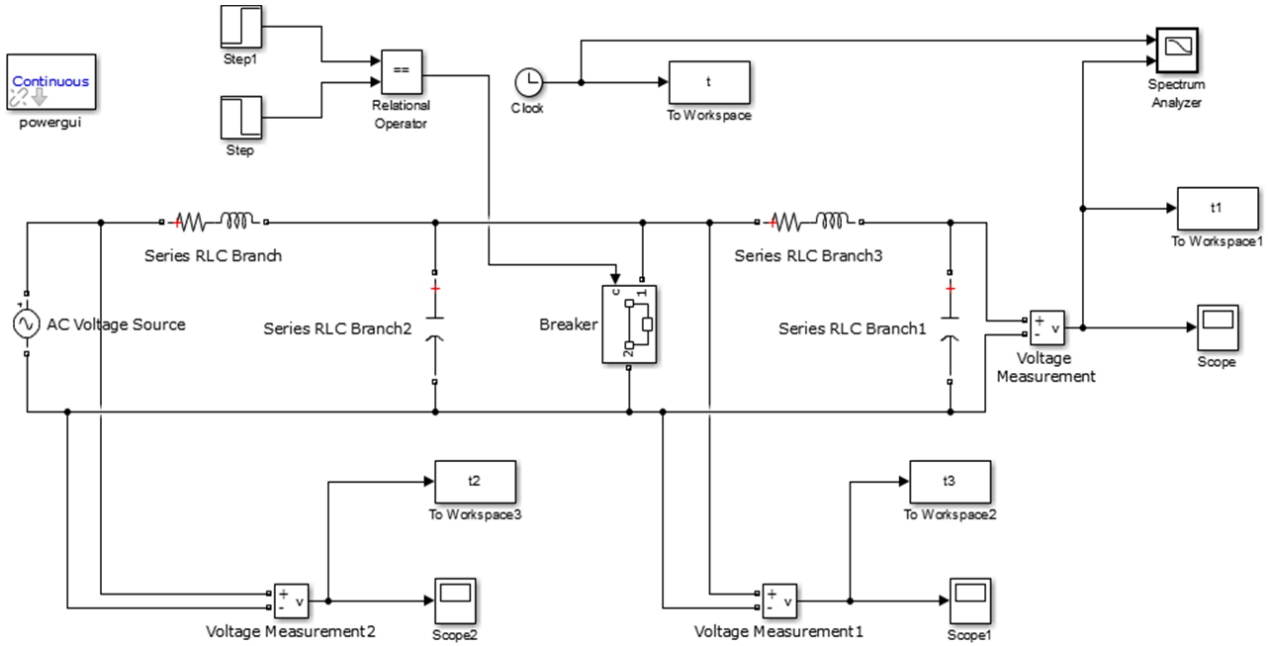 Continuous
powergui
Step1
Step
==
Relational
Operator
Clock
t
To Workspace
Spectrum
Analyzer
t1
To Workspace1
Series RLC Branch
Series RLC Branch3
AC Voltage Source
Series RLC Branch2
Breaker
c
1
2
Series RLC Branch1
+
-
v
Voltage
Measurement
Scope
t2
To Workspace3
t3
To Workspace2
+
-
v
Voltage Measurement2
Scope2
+
-
v
Voltage Measurement1
Scope1